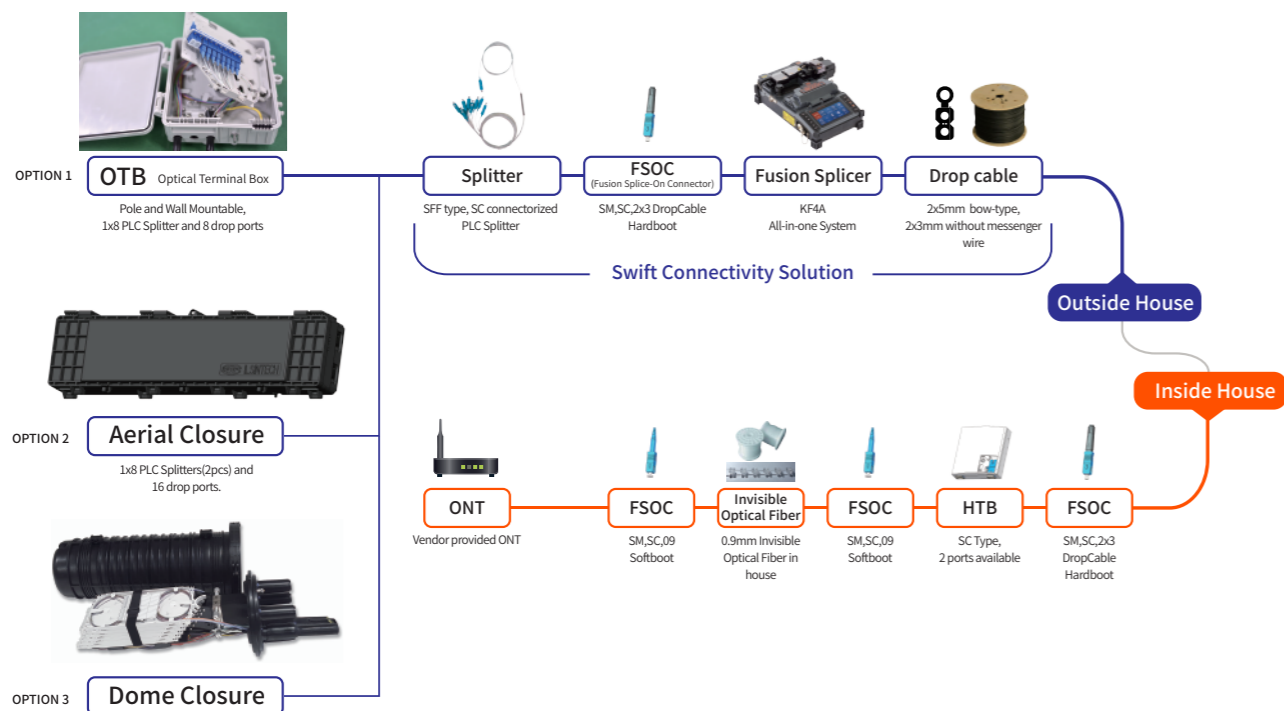 OPTION 1
OTB Optical Terminal Box
Pole and Wall Mountable,
1x8 PLC Splitter and 8 drop ports
Splitter
SFF type, SC connectorized
PLC Splitter
FSOC
(Fusion Splice-On Connector)
SM,SC,2x3 DropCable
Hardboot
Fusion Splicer
KF4A
All-in-one System
Drop cable
2x5mm bow-type,
2x3mm without messenger
wire
Swift Connectivity Solution
Outside House
Inside House
OPTION 2
Aerial Closure
1x8 PLC Splitters(2pcs) and
16 drop ports.
ONT
Vendor provided ONT
FSOC
SM,SC,09
Softboot
Invisible
Optical Fiber
0.9mm Invisible
Optical Fiber in
house
FSOC
SM,SC,09
Softboot
HTB
SC Type,
2 ports available
FSOC
SM,SC,2x3
DropCable
Hardboot
OPTION 3
Dome Closure